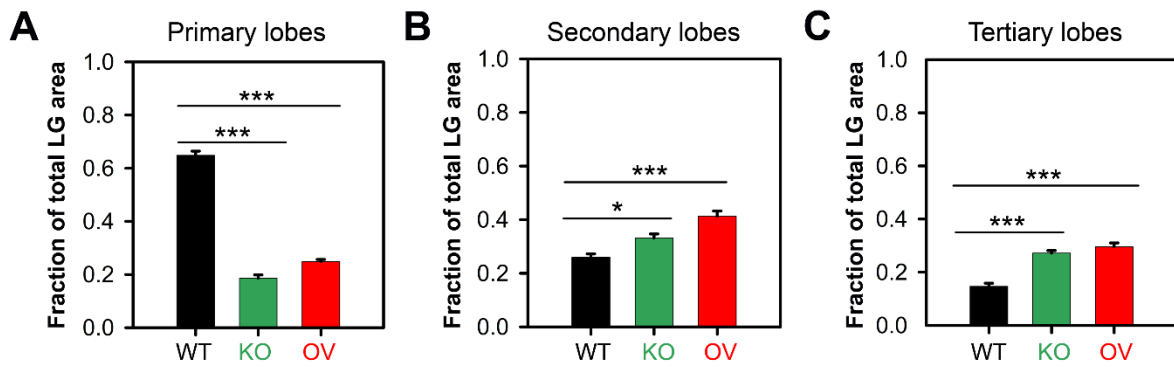 A
Primary lobes
Fraction of total LG area
1.0
0.8
0.6
0.4
0.2
0.0
***
***
WT KO OV
B
Secondary lobes
Fraction of total LG area
1.0
0.8
0.6
0.4
0.2
0.0
***
*
WT KO OV
C
Tertiary lobes
Fraction of total LG area
1.0
0.8
0.6
0.4
0.2
0.0
***
***
WT KO OV